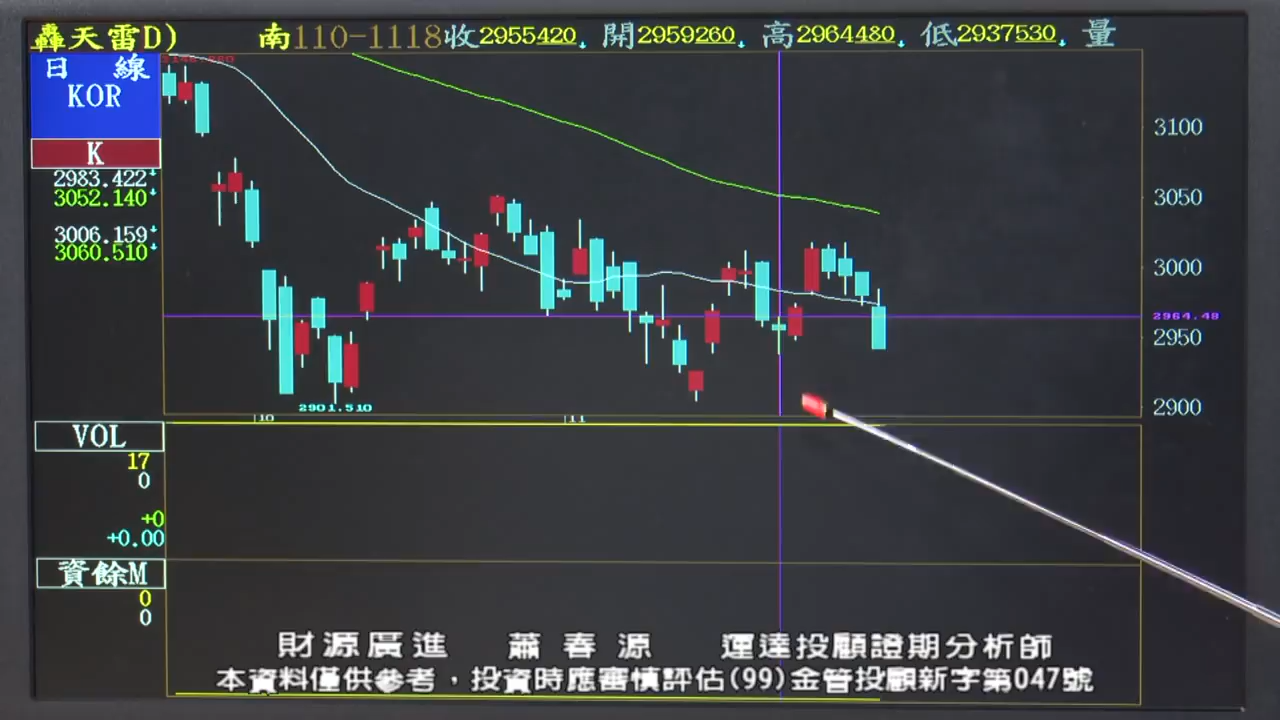 轟天雷D) 南110-1118收2955420 開2959260 高2964480 低2937530 量
日 線
KOR
K
2983.422
3052.140
3006.159
3060.510
3100
3050
3000
2964.48
2950
2900
2901.510
10 11
VOL
17
0
+0
+0.00
資餘M
0
0
財源廣進 蕭春源 運達投顧證期分析師
本資料僅供參考，投資時應審慎評估(99)金管投顧新字第047號